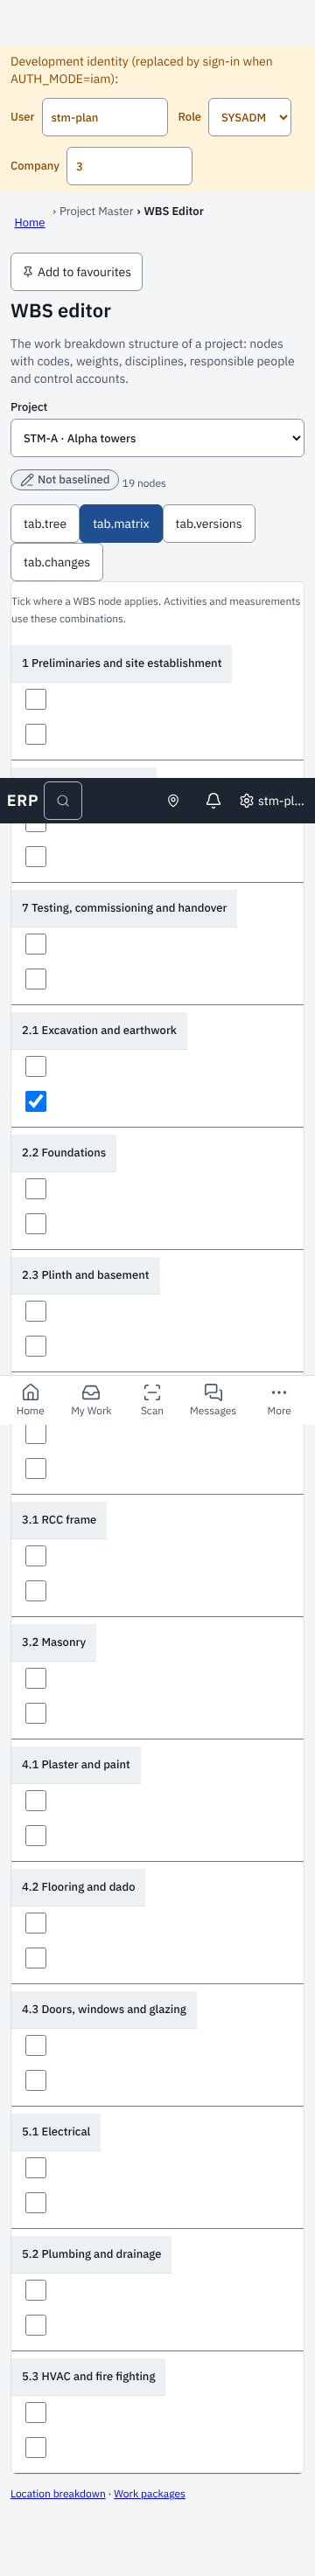 Development identity (replaced by sign-in when
AUTH_MODE=iam):
User stm-plan Role SYSADM
Company 3
Home › Project Master › WBS Editor
Add to favourites
WBS editor
The work breakdown structure of a project: nodes
with codes, weights, disciplines, responsible people
and control accounts.
Project
STM-A · Alpha towers
Not baselined 19 nodes
tab.tree tab.matrix tab.versions
tab.changes
Tick where a WBS node applies. Activities and measurements
use these combinations.
1 Preliminaries and site establishment
ERP stm-pl...
7 Testing, commissioning and handover
2.1 Excavation and earthwork
2.2 Foundations
2.3 Plinth and basement
Home My Work Scan Messages More
3.1 RCC frame
3.2 Masonry
4.1 Plaster and paint
4.2 Flooring and dado
4.3 Doors, windows and glazing
5.1 Electrical
5.2 Plumbing and drainage
5.3 HVAC and fire fighting
Location breakdown · Work packages